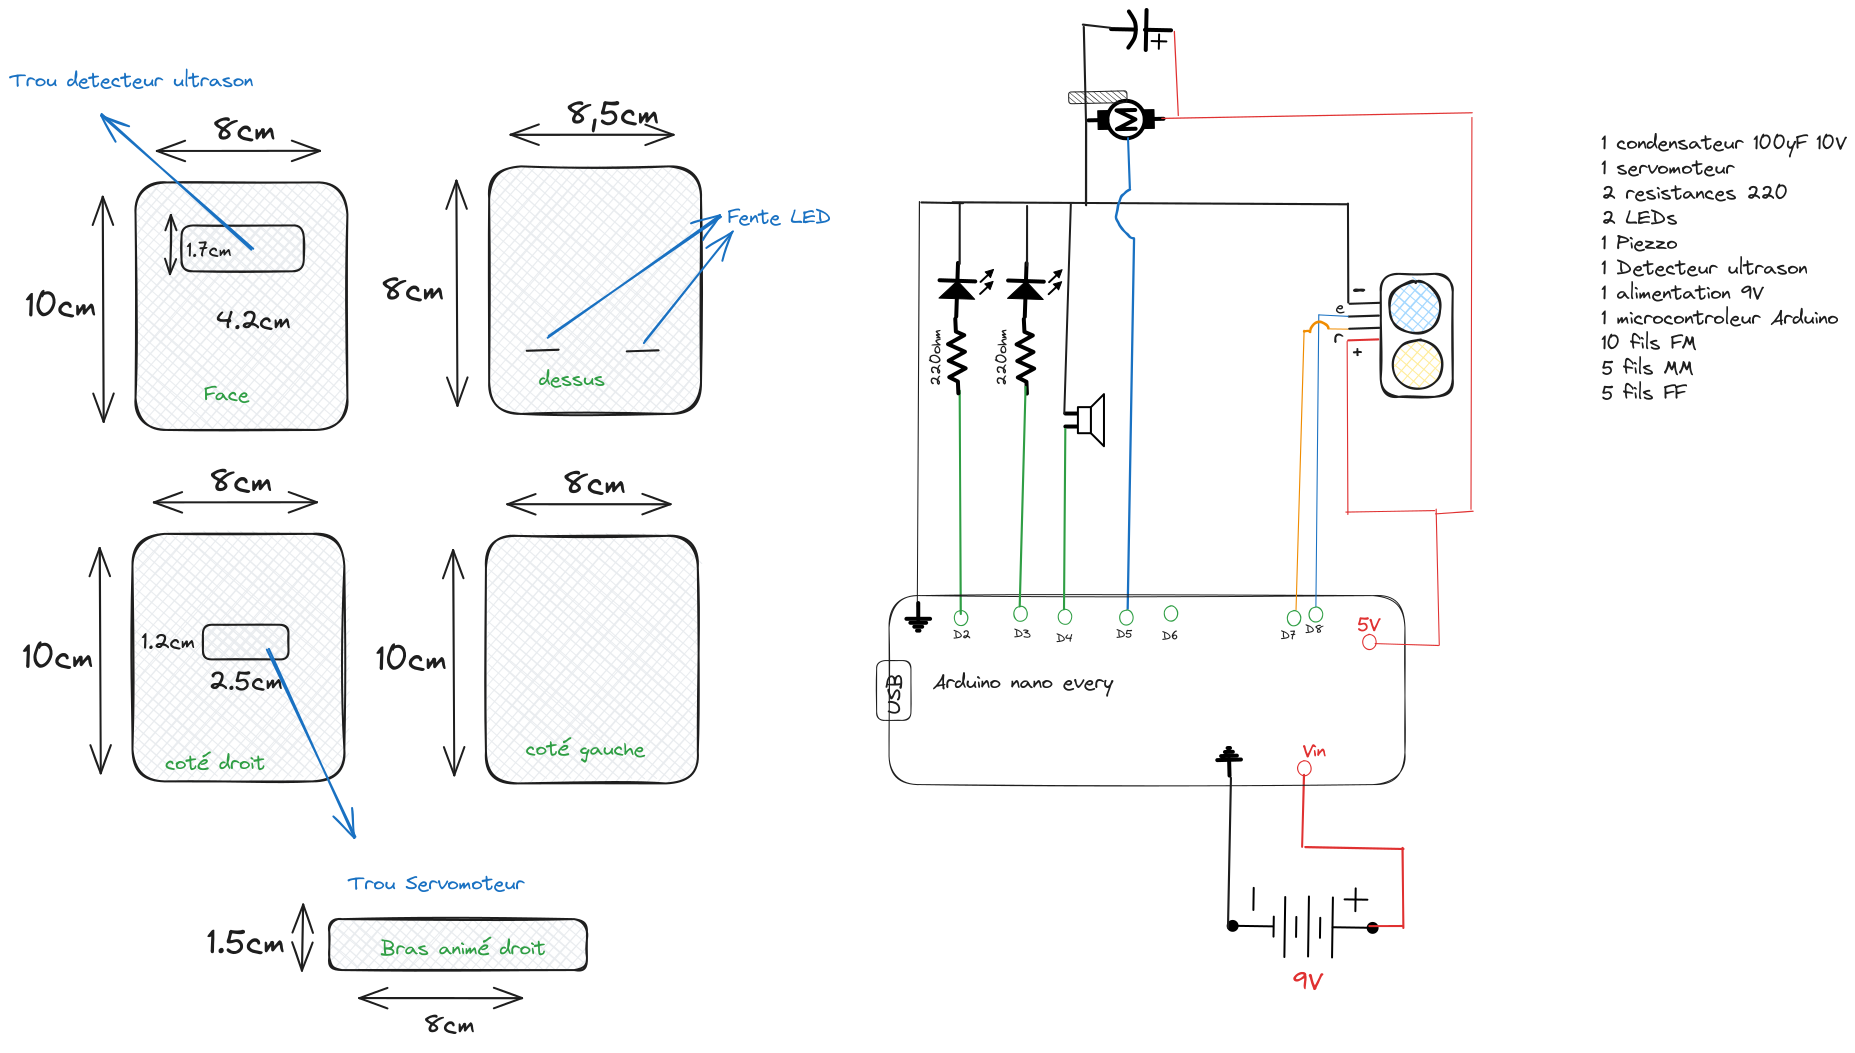 Trou detecteur ultrason
8cm
1.7cm
10cm
4.2cm
Face
8,5cm
8cm
Fente LED
dessus
8cm
10cm
1.2cm
2.5cm
coté droit
8cm
10cm
coté gauche
Trou Servomoteur
1.5cm
Bras animé droit
8cm
+
M
220ohm
220ohm
-
e
r
+
D2
D3
D4
D5
D6
D7
D8
5V
USB
Arduino nano every
Vin
-
+
9V
1 condensateur 100yF 10V
1 servomoteur
2 resistances 220
2 LEDs
1 Piezzo
1 Detecteur ultrason
1 alimentation 9V
1 microcontroleur Arduino
10 fils FM
5 fils MM
5 fils FF